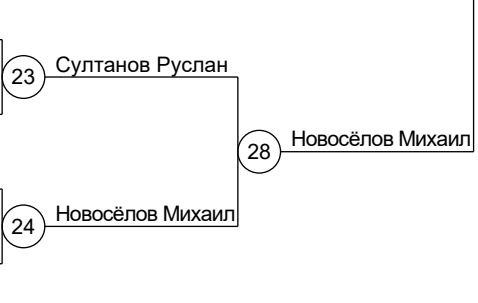 23 Султанов Руслан
28 Новосёлов Михаил
24 Новосёлов Михаил